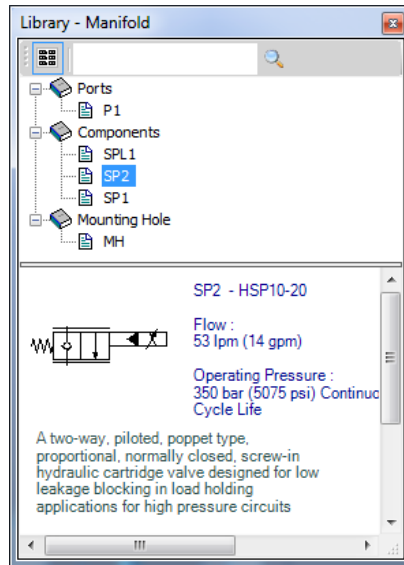 Library - Manifold
Ports
P1
Components
SPL1
SP2
SP1
Mounting Hole
MH
SP2 - HSP10-20
Flow :
53 lpm (14 gpm)
Operating Pressure :
350 bar (5075 psi) Continuo
Cycle Life
A two-way, piloted, poppet type,
proportional, normally closed, screw-in
hydraulic cartridge valve designed for low
leakage blocking in load holding
applications for high pressure circuits